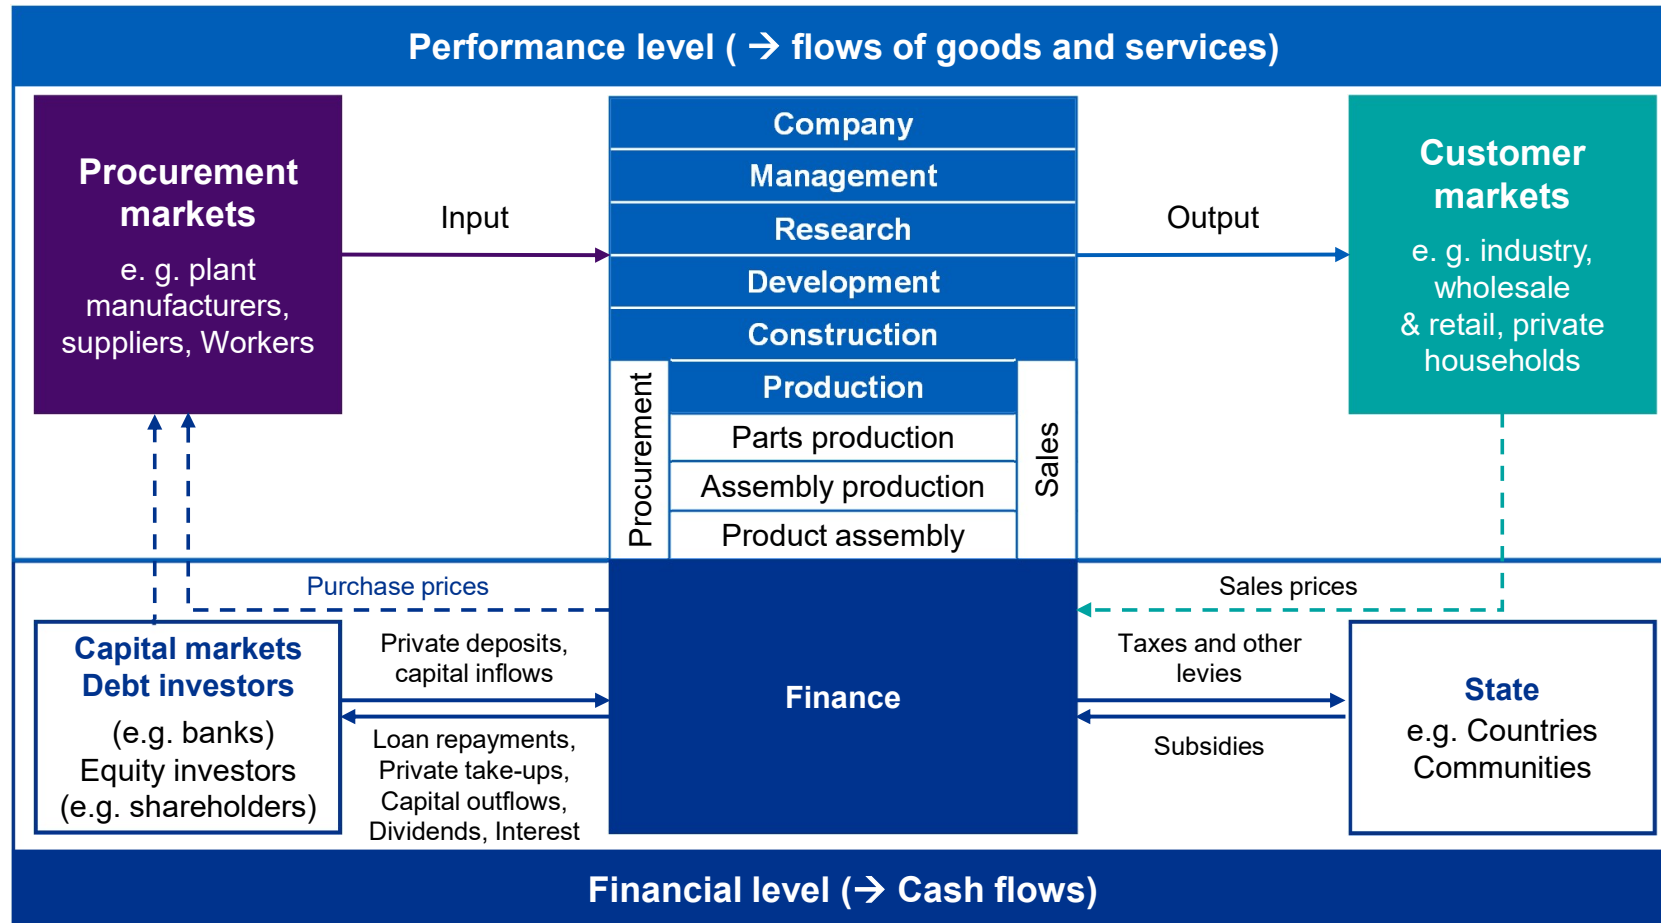 Performance level ( → flows of goods and services)
Procurement
markets
e. g. plant
manufacturers,
suppliers, Workers
Input
Company
Management
Research
Development
Construction
Procurement
Production
Parts production
Assembly production
Product assembly
Sales
Output
Customer
markets
e. g. industry,
wholesale
& retail, private
households
Purchase prices
Sales prices
Capital markets
Debt investors
(e.g. banks)
Equity investors
(e.g. shareholders)
Private deposits,
capital inflows
Loan repayments,
Private take-ups,
Capital outflows,
Dividends, Interest
Finance
Taxes and other
levies
Subsidies
State
e.g. Countries
Communities
Financial level (→ Cash flows)